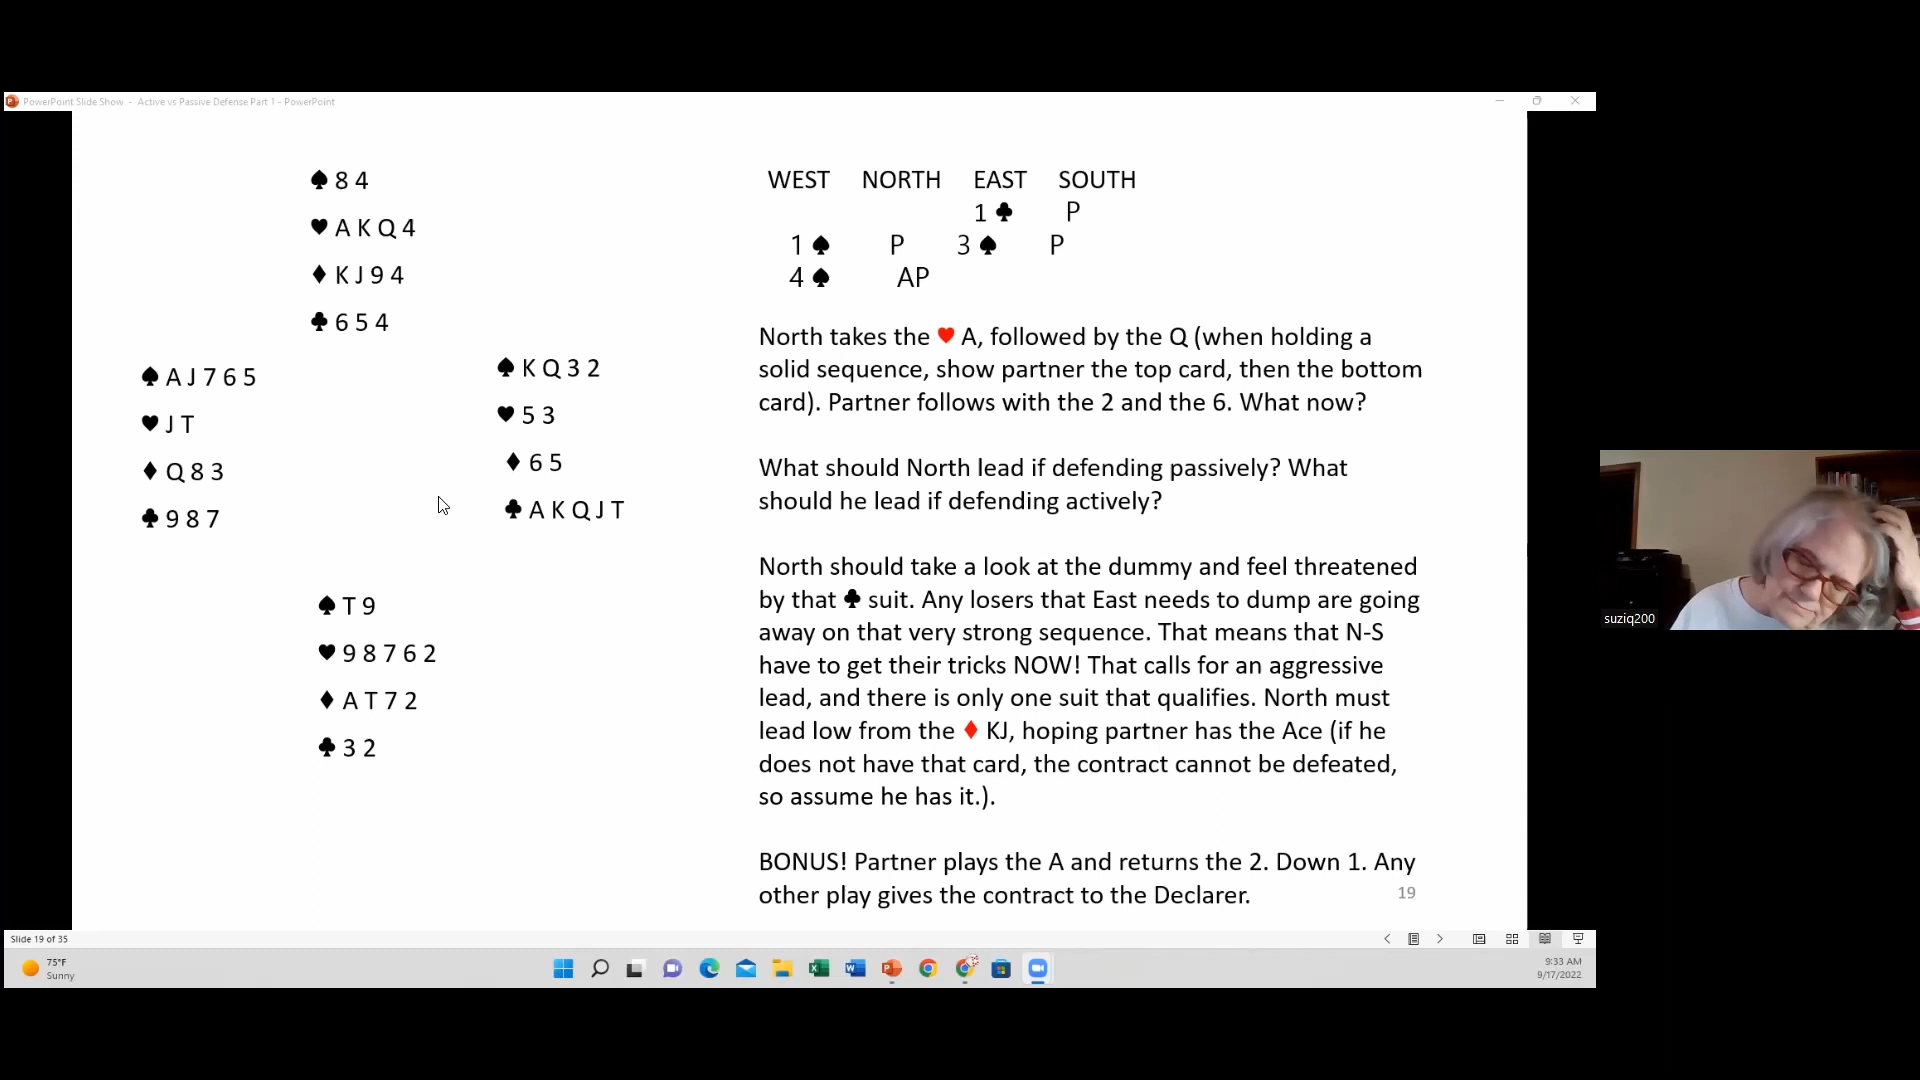 PowerPoint Slide Show - Active vs Passive Defense Part 1 - PowerPoint
♠ 8 4
♥ A K Q 4
♦ K J 9 4
♣ 6 5 4
♠ A J 7 6 5
♥ J T
♦ Q 8 3
♣ 9 8 7
♠ K Q 3 2
♥ 5 3
♦ 6 5
♣ A K Q J T
♠ T 9
♥ 9 8 7 6 2
♦ A T 7 2
♣ 3 2
WEST NORTH EAST SOUTH
1 ♣ P
1 ♠ P 3 ♠ P
4 ♠ AP
North takes the ♥ A, followed by the Q (when holding a
solid sequence, show partner the top card, then the bottom
card). Partner follows with the 2 and the 6. What now?
What should North lead if defending passively? What
should he lead if defending actively?
North should take a look at the dummy and feel threatened
by that ♣ suit. Any losers that East needs to dump are going
away on that very strong sequence. That means that N-S
have to get their tricks NOW! That calls for an aggressive
lead, and there is only one suit that qualifies. North must
lead low from the ♦ KJ, hoping partner has the Ace (if he
does not have that card, the contract cannot be defeated,
so assume he has it.).
BONUS! Partner plays the A and returns the 2. Down 1. Any
other play gives the contract to the Declarer.
19
suziq200
Slide 19 of 35
75°F
Sunny
9:33 AM
9/17/2022